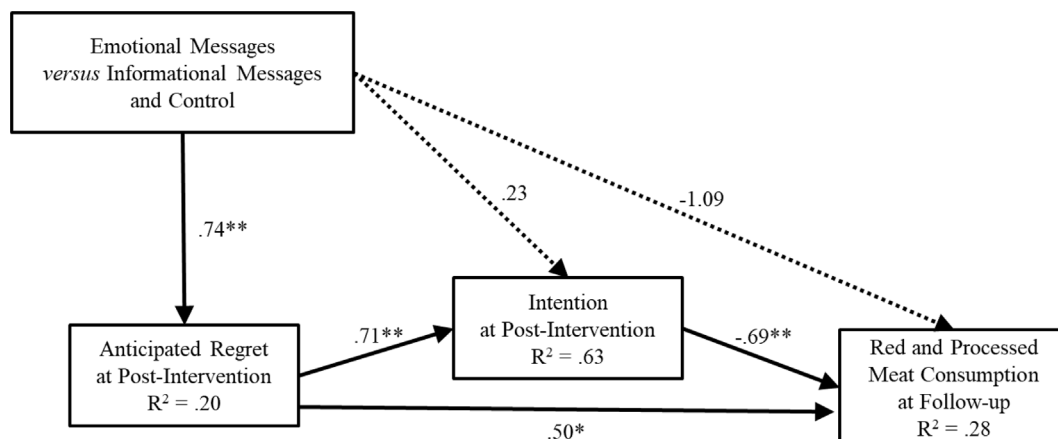 Emotional Messages
versus Informational Messages
and Control
.23
-1.09
.74**
Intention
at Post-Intervention
R² = .63
.71**
-.69**
Anticipated Regret
at Post-Intervention
R² = .20
Red and Processed
Meat Consumption
at Follow-up
R² = .28
.50*